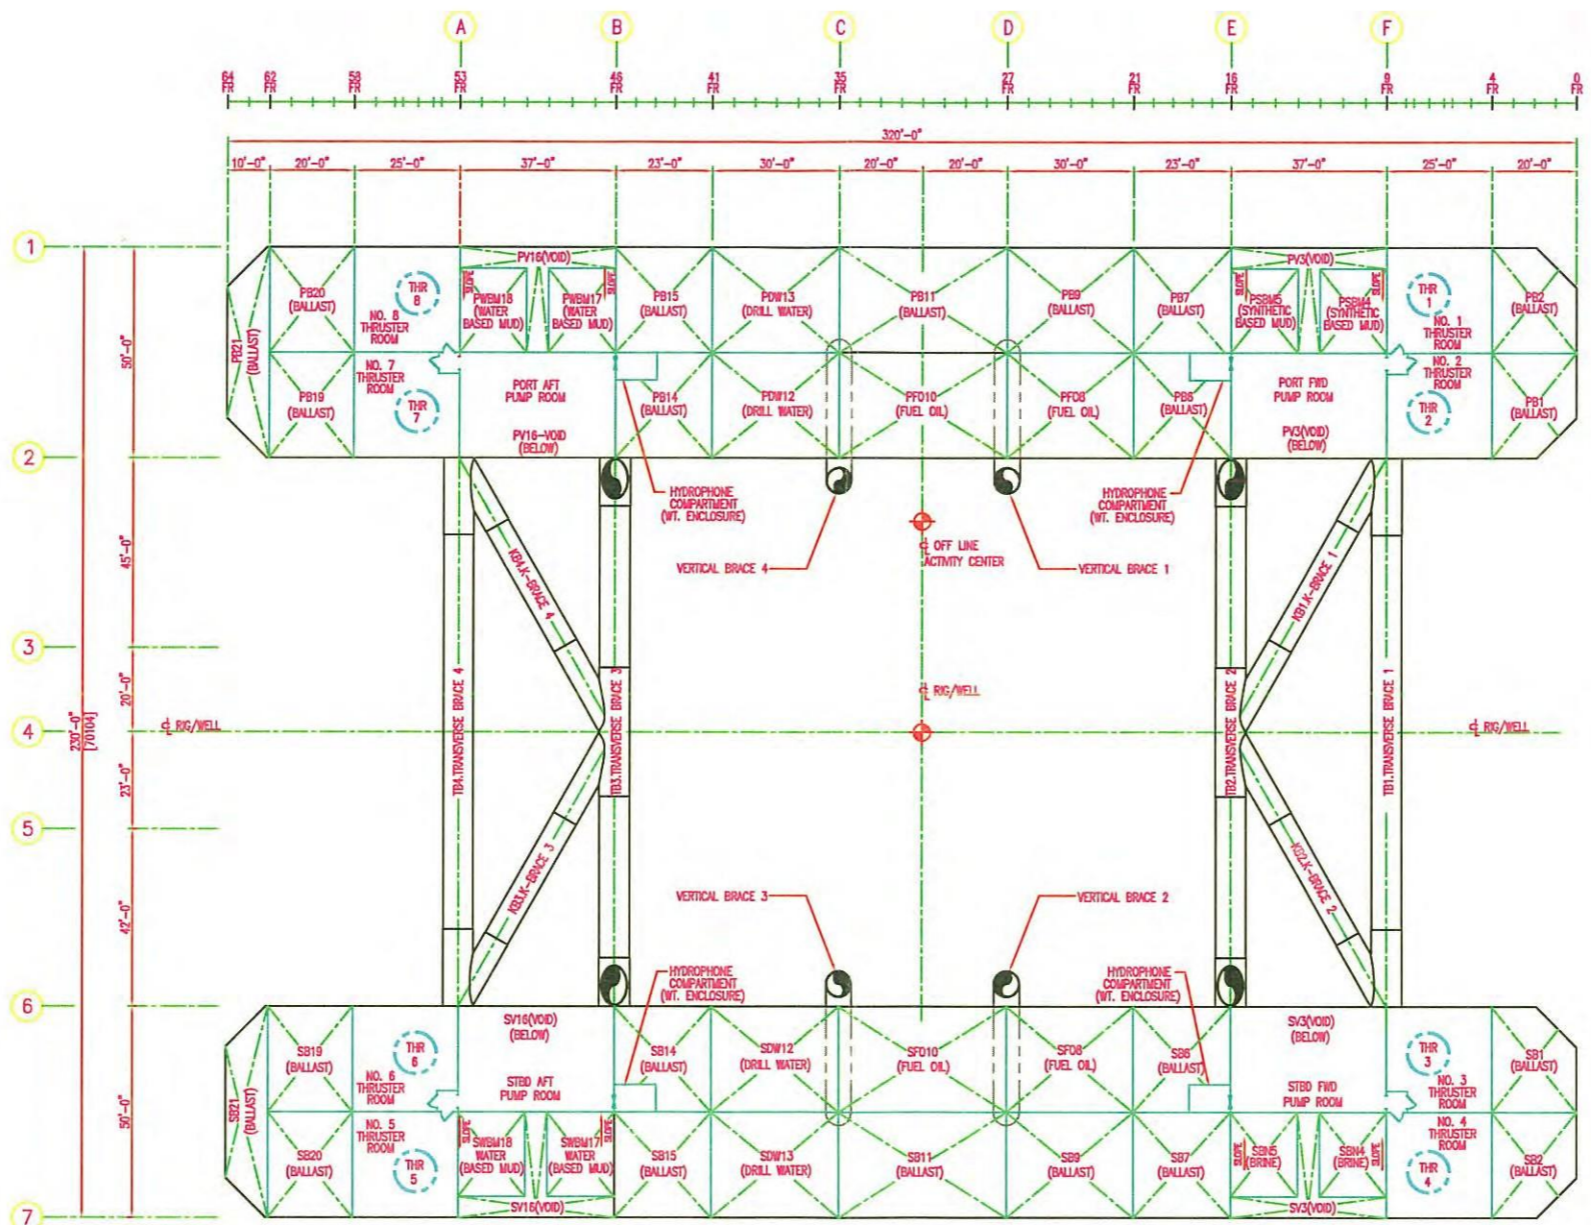 A B C D E F
64 FR
62 FR
58 FR
53 FR
46 FR
41 FR
35 FR
27 FR
21 FR
16 FR
9 FR
4 FR
0 FR
320'-0"
10'-0" 20'-0" 25'-0" 37'-0" 23'-0" 30'-0" 20'-0" 20'-0" 30'-0" 23'-0" 37'-0" 25'-0" 20'-0"
1
2
3
4
5
6
7
50'-0"
45'-0"
20'-0"
23'-0"
42'-0"
50'-0"
230'-0"
[70104]
PB21
(BALLAST)
PB20
(BALLAST)
NO. 8
THRUSTER
ROOM
THR
8
PV16(VOID)
SLOPE
PWBM18
(WATER
BASED MUD)
PWBM17
(WATER
BASED MUD)
SLOPE
PB15
(BALLAST)
PDW13
(DRILL WATER)
PB11
(BALLAST)
PB9
(BALLAST)
PB7
(BALLAST)
PV3(VOID)
SLOPE
PSBM5
(SYNTHETIC
BASED MUD)
PSBM4
(SYNTHETIC
BASED MUD)
SLOPE
THR
1
NO. 1
THRUSTER
ROOM
PB2
(BALLAST)
PB19
(BALLAST)
NO. 7
THRUSTER
ROOM
THR
7
PORT AFT
PUMP ROOM
PV16-VOID
(BELOW)
PB14
(BALLAST)
PDW12
(DRILL WATER)
PFO10
(FUEL OIL)
PFO8
(FUEL OIL)
PB6
(BALLAST)
PORT FWD
PUMP ROOM
PV3(VOID)
(BELOW)
NO. 2
THRUSTER
ROOM
THR
2
PB1
(BALLAST)
HYDROPHONE
COMPARTMENT
(WT. ENCLOSURE)
HYDROPHONE
COMPARTMENT
(WT. ENCLOSURE)
VERTICAL BRACE 4
℄ OFF LINE
ACTIVITY CENTER
VERTICAL BRACE 1
KB4.K-BRACE 4
KB1.K-BRACE 1
TB4.TRANSVERSE BRACE 4
TB3.TRANSVERSE BRACE 3
TB2.TRANSVERSE BRACE 2
TB1.TRANSVERSE BRACE 1
℄ RIG/WELL
℄ RIG/WELL
℄ RIG/WELL
KB3.K-BRACE 3
KB2.K-BRACE 2
VERTICAL BRACE 3
VERTICAL BRACE 2
HYDROPHONE
COMPARTMENT
(WT. ENCLOSURE)
HYDROPHONE
COMPARTMENT
(WT. ENCLOSURE)
SB21
(BALLAST)
SB19
(BALLAST)
NO. 6
THRUSTER
ROOM
THR
6
SV16(VOID)
(BELOW)
STBD AFT
PUMP ROOM
SB14
(BALLAST)
SDW12
(DRILL WATER)
SFO10
(FUEL OIL)
SFO8
(FUEL OIL)
SB6
(BALLAST)
SV3(VOID)
(BELOW)
STBD FWD
PUMP ROOM
THR
3
NO. 3
THRUSTER
ROOM
SB1
(BALLAST)
SB20
(BALLAST)
NO. 5
THRUSTER
ROOM
THR
5
SLOPE
SWBM18
WATER
(BASED MUD)
SWBM17
WATER
(BASED MUD)
SLOPE
SV16(VOID)
SB15
(BALLAST)
SDW13
(DRILL WATER)
SB11
(BALLAST)
SB9
(BALLAST)
SB7
(BALLAST)
SLOPE
SBN5
(BRINE)
SBN4
(BRINE)
SLOPE
SV3(VOID)
NO. 4
THRUSTER
ROOM
THR
4
SB2
(BALLAST)